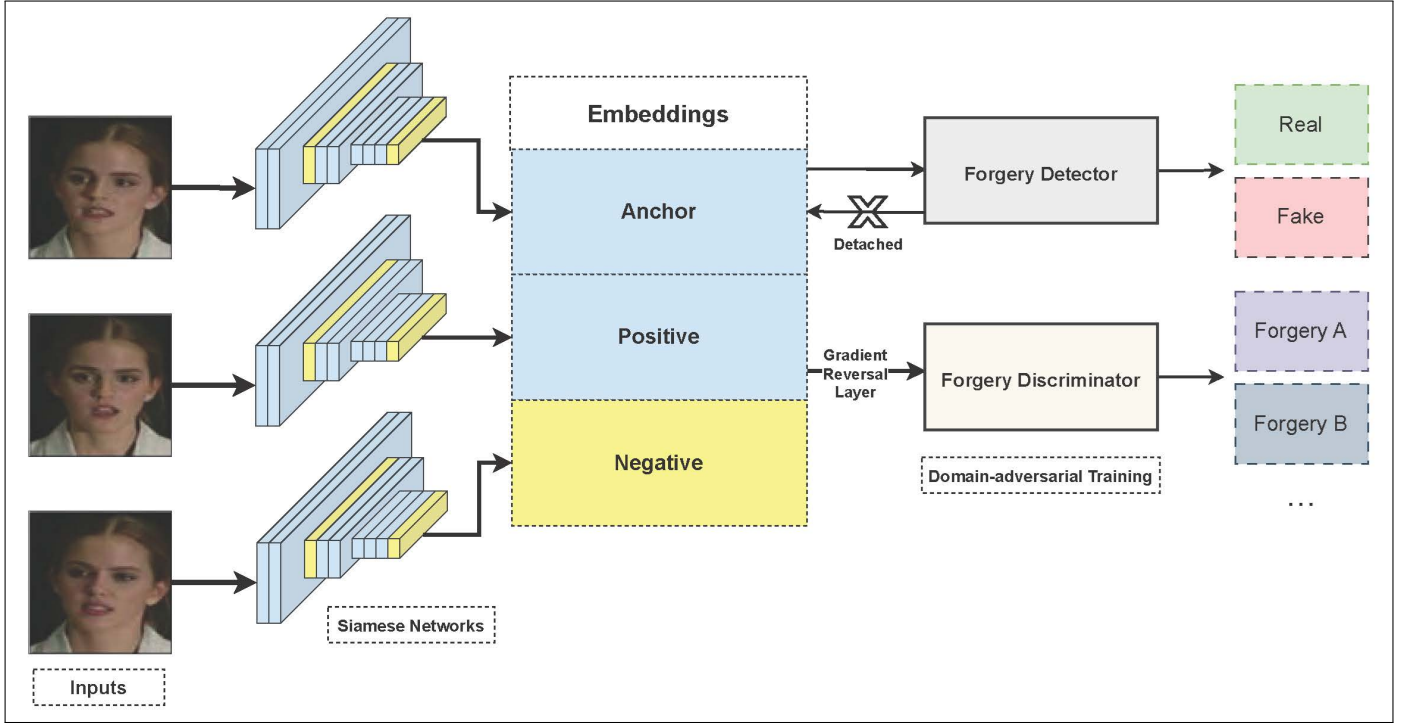 Embeddings
Anchor
Positive
Negative
Siamese Networks
Inputs
Forgery Detector
Detached
Gradient
Reversal
Layer
Forgery Discriminator
Domain-adversarial Training
Real
Fake
Forgery A
Forgery B
...